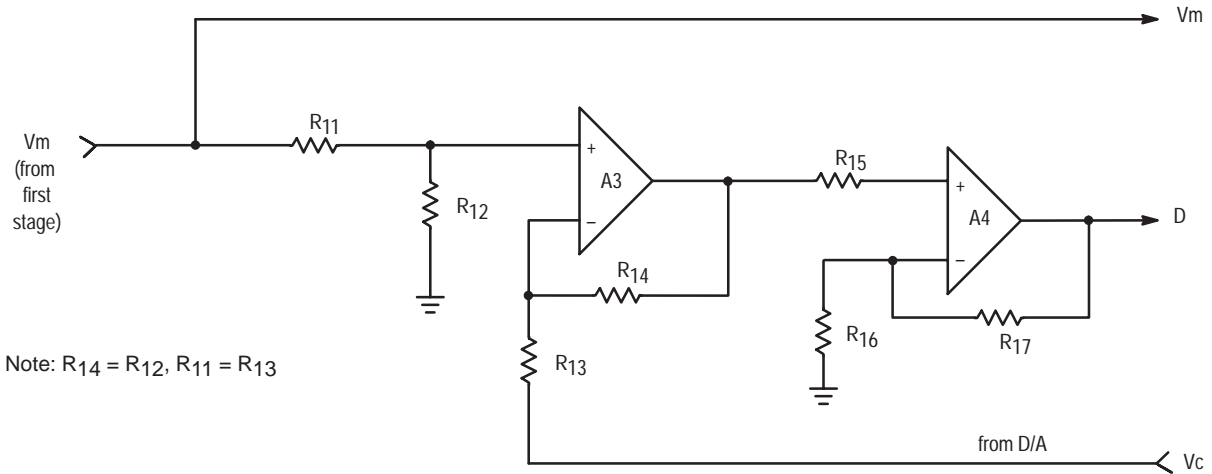 Vm
Vm
(from
first
stage)
R11
+
A3
−
R12
R14
R15
+
A4
−
D
R16
R17
R13
Note: R14 = R12, R11 = R13
from D/A
Vc